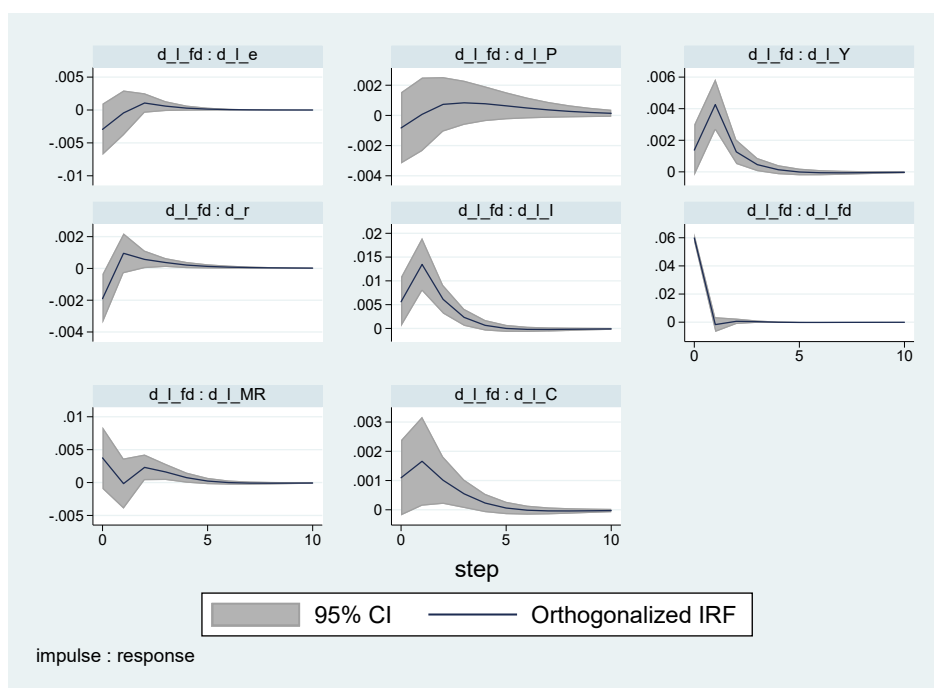 d_l_fd : d_l_e
.005
0
-.005
-.01
d_l_fd : d_l_P
.002
0
-.002
-.004
d_l_fd : d_l_Y
.006
.004
.002
0
d_l_fd : d_r
.002
0
-.002
-.004
d_l_fd : d_l_I
.02
.015
.01
.005
0
d_l_fd : d_l_fd
.06
.04
.02
0
0 5 10
d_l_fd : d_l_MR
.01
.005
0
-.005
0 5 10
d_l_fd : d_l_C
.003
.002
.001
0
0 5 10
step
95% CI Orthogonalized IRF
impulse : response